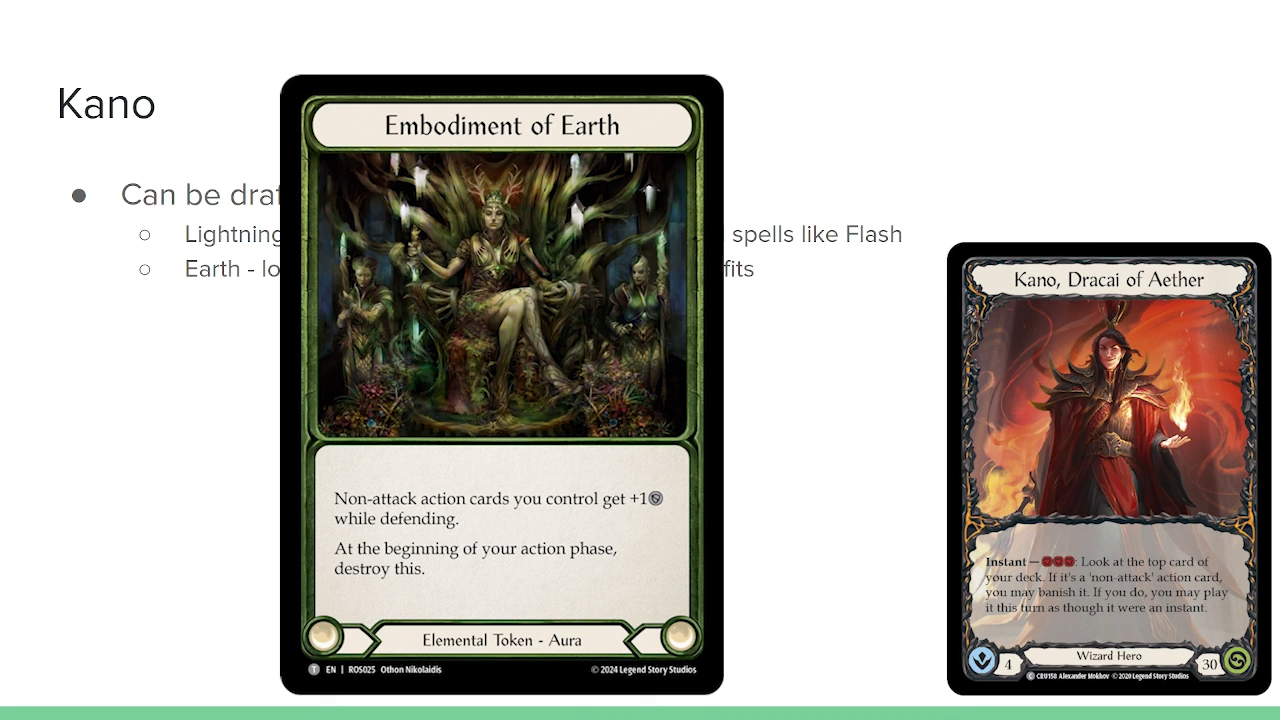 Kano
Can be
Lightning spells like Flash
Earth -
Embodiment of Earth
Non-attack action cards you control get +1
while defending.
At the beginning of your action phase,
destroy this.
Elemental Token - Aura
T EN | ROS025 Othon Nikolaidis © 2024 Legend Story Studios
Kano, Dracai of Aether
Instant — : Look at the top card of
your deck. If it's a 'non-attack' action card,
you may banish it. If you do, you may play
it this turn as though it were an instant.
4 Wizard Hero 30
C CRU158 Alexander Mokhov © 2020 Legend Story Studios